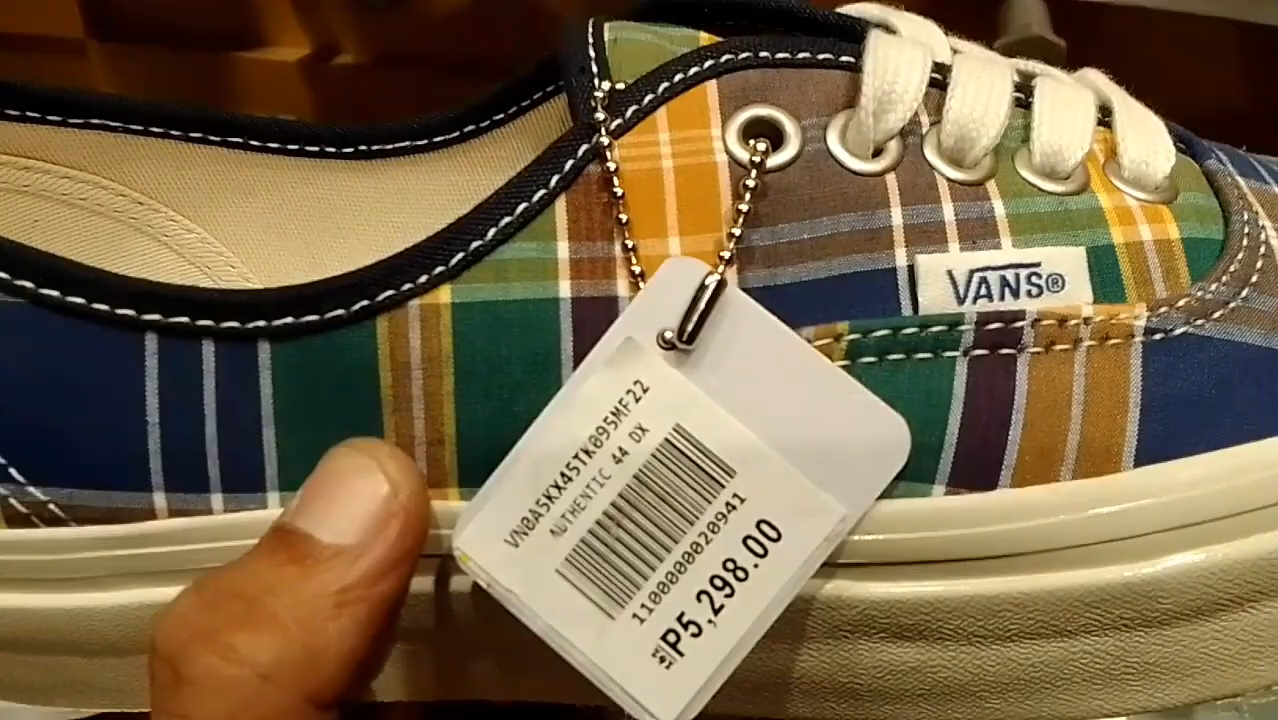 VANS®
VN0A5KX45TK095MF22
AUTHENTIC 44 DX
1100000020941
P5,298.00